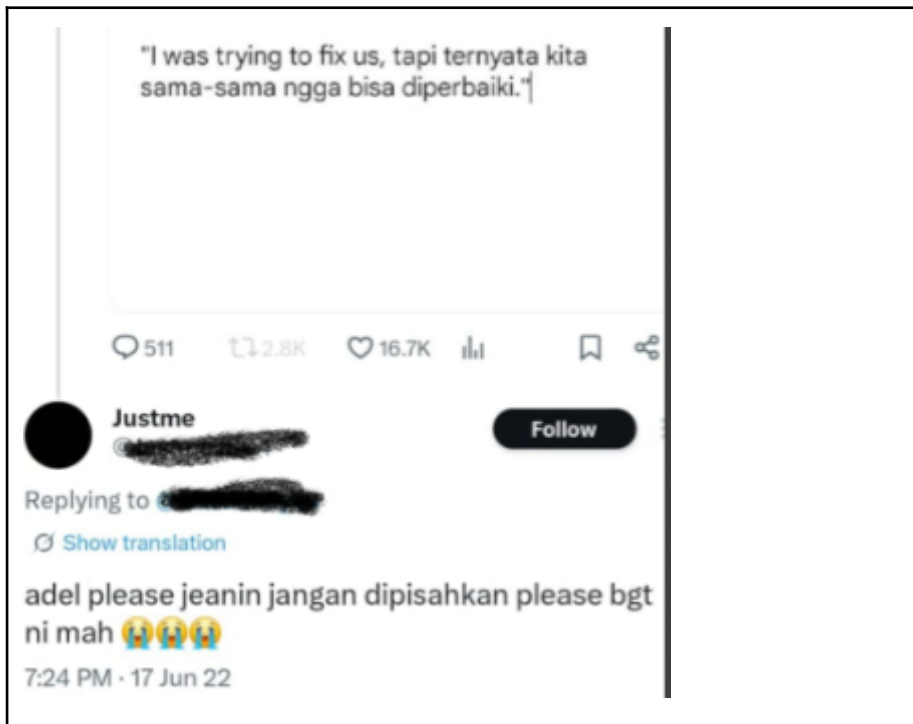 "I was trying to fix us, tapi ternyata kita
sama-sama ngga bisa diperbaiki."
511 2.8K 16.7K
Justme
Follow
Replying to
Show translation
adel please jeanin jangan dipisahkan please bgt
ni mah 😭😭😭
7:24 PM · 17 Jun 22